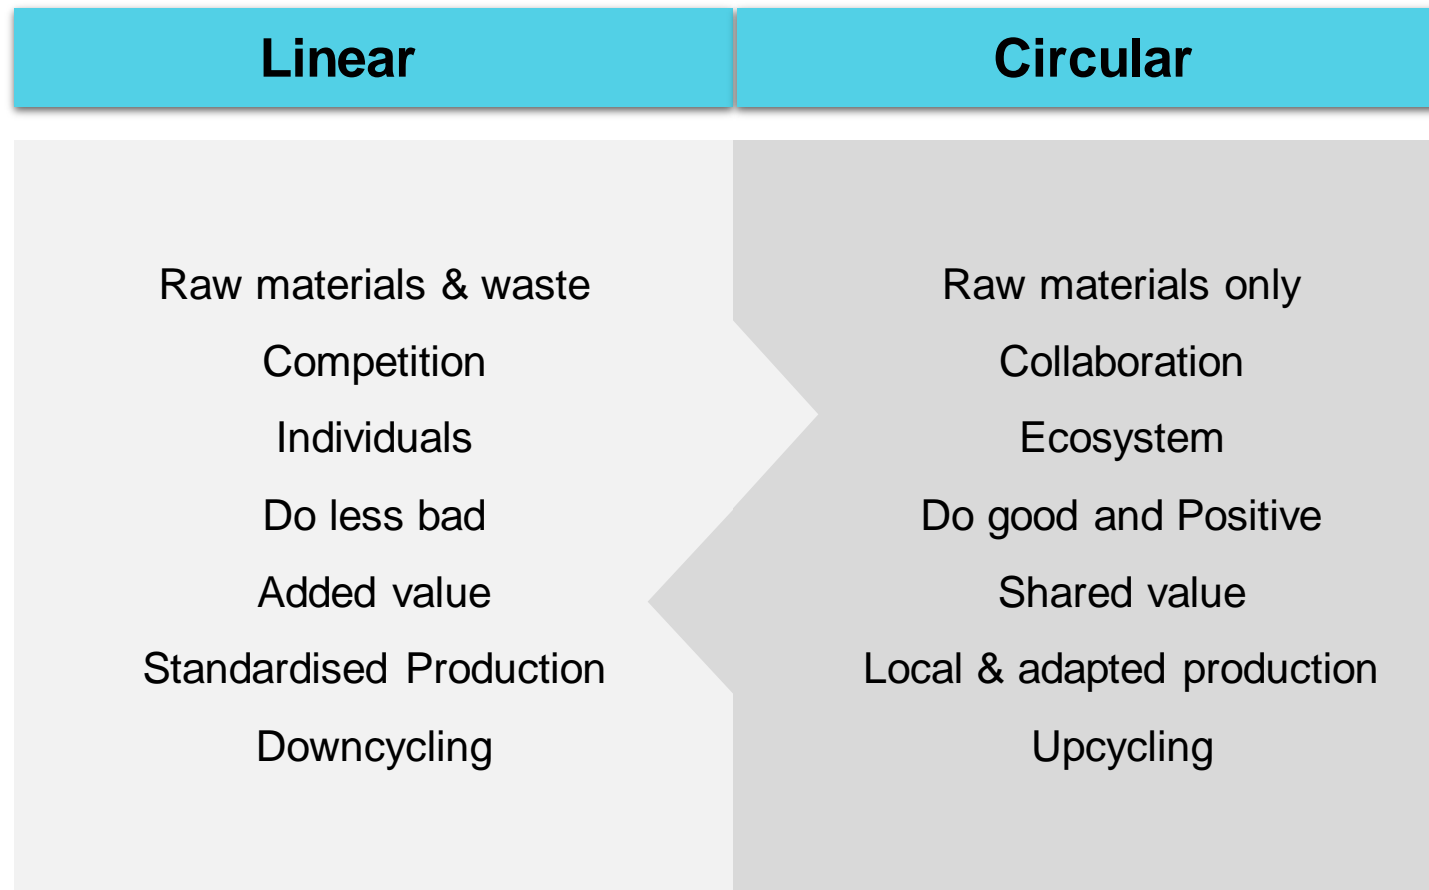 Linear
Circular
Raw materials & waste
Competition
Individuals
Do less bad
Added value
Standardised Production
Downcycling
Raw materials only
Collaboration
Ecosystem
Do good and Positive
Shared value
Local & adapted production
Upcycling